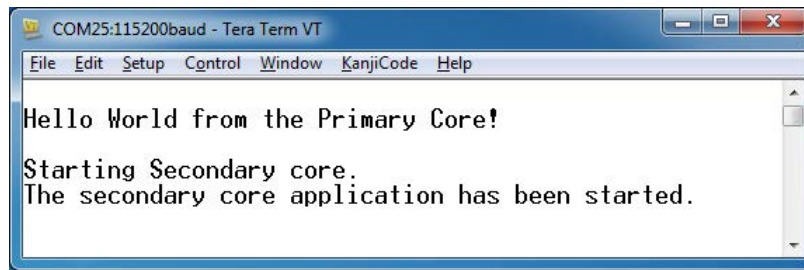 COM25:115200baud - Tera Term VT
File Edit Setup Control Window KanjiCode Help
Hello World from the Primary Core!
Starting Secondary core.
The secondary core application has been started.